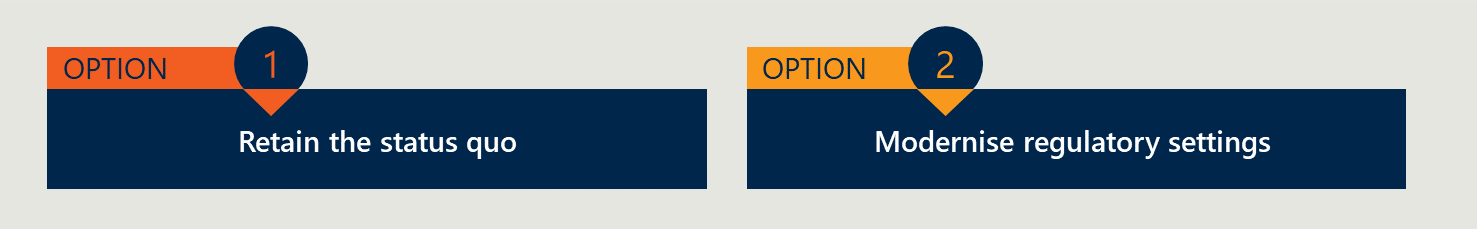 OPTION 1
Retain the status quo
OPTION 2
Modernise regulatory settings